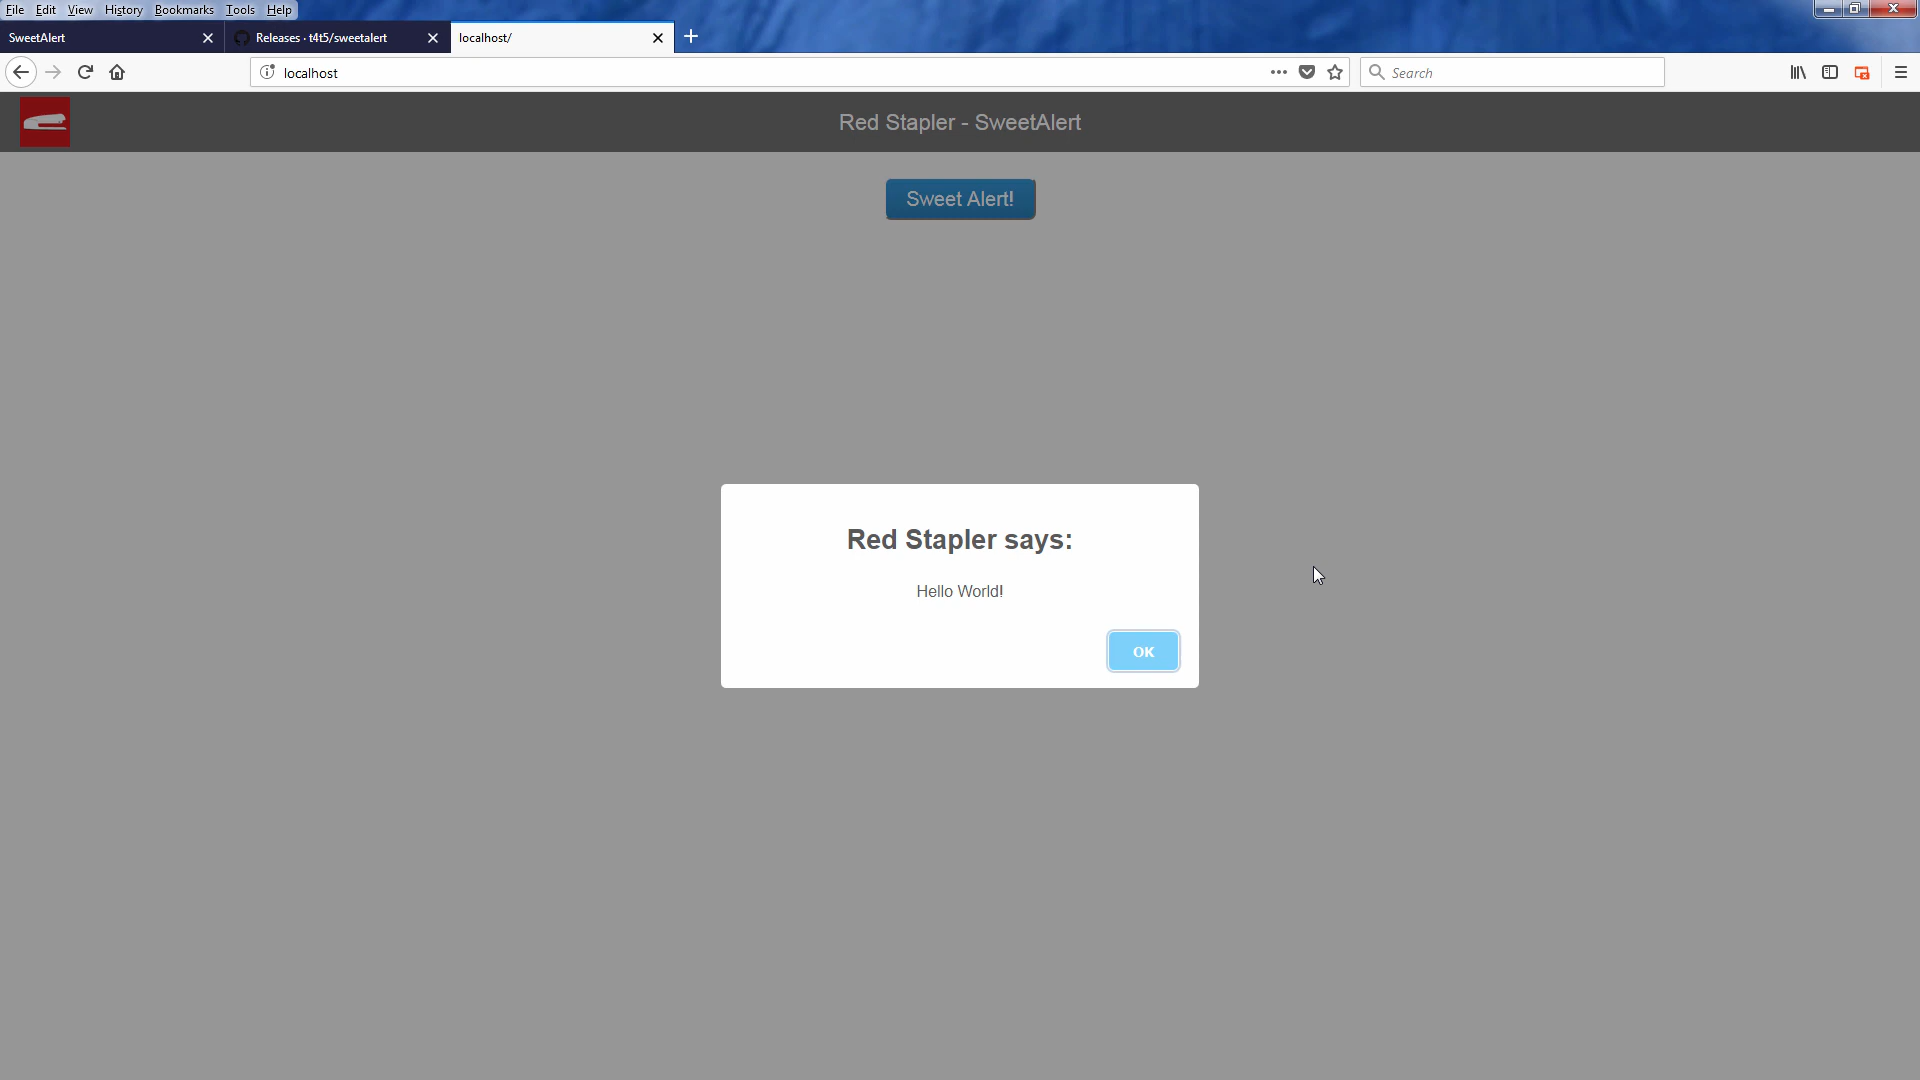 File Edit View History Bookmarks Tools Help
SweetAlert
Releases · t4t5/sweetalert
localhost/
localhost
Search
Red Stapler - SweetAlert
Sweet Alert!
Red Stapler says:
Hello World!
OK